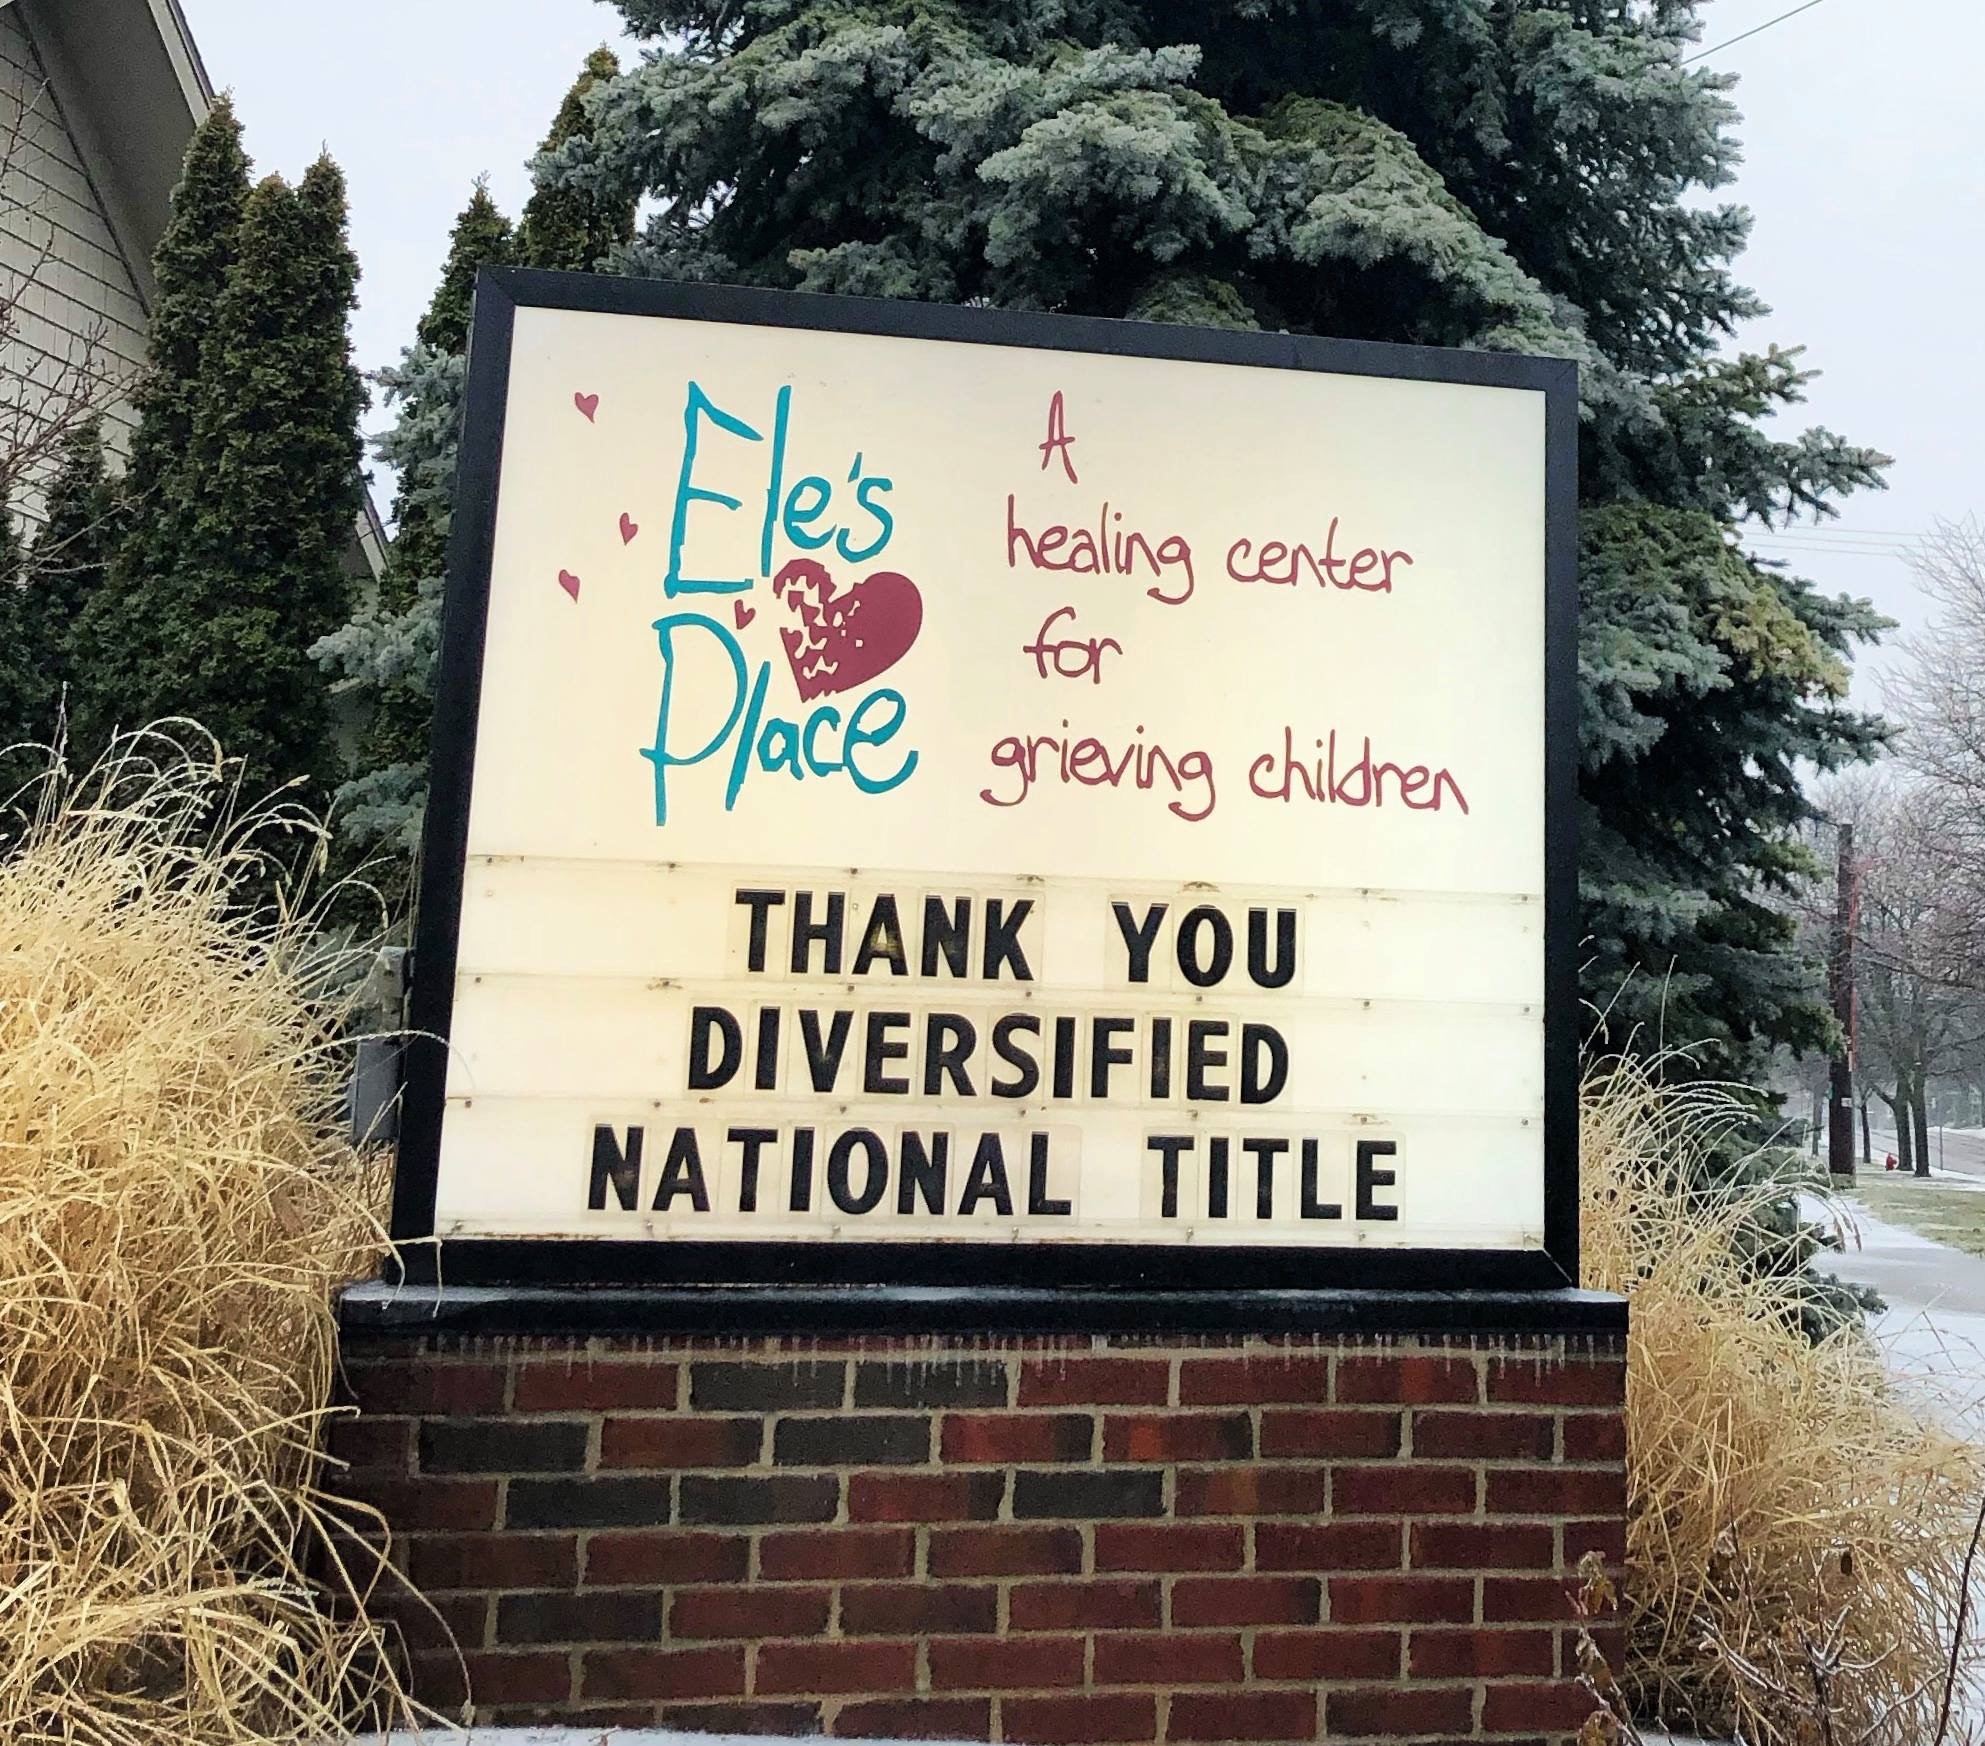 Ele's
Place
A
healing center
for
grieving children
THANK YOU
DIVERSIFIED
NATIONAL TITLE